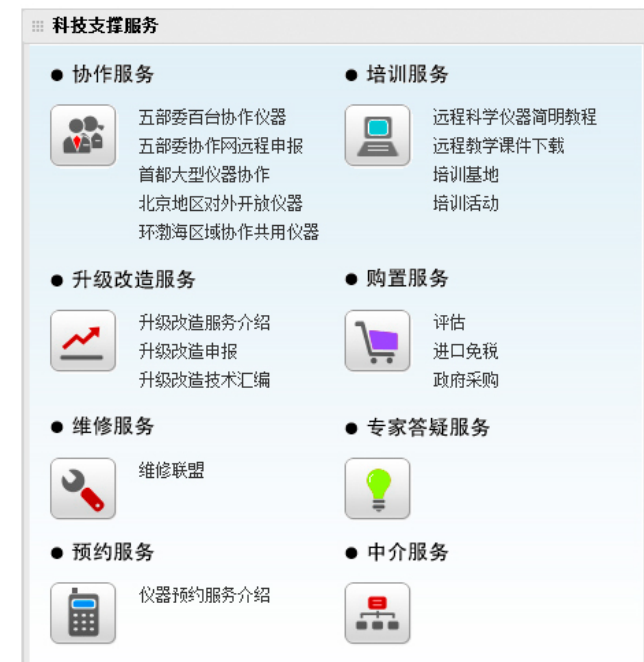 科技支撑服务
协作服务
五部委百台协作仪器
五部委协作网远程申报
首都大型仪器协作
北京地区对外开放仪器
环渤海区域协作共用仪器
培训服务
远程科学仪器简明教程
远程教学课件下载
培训基地
培训活动
升级改造服务
升级改造服务介绍
升级改造申报
升级改造技术汇编
购置服务
评估
进口免税
政府采购
维修服务
维修联盟
专家答疑服务
预约服务
仪器预约服务介绍
中介服务